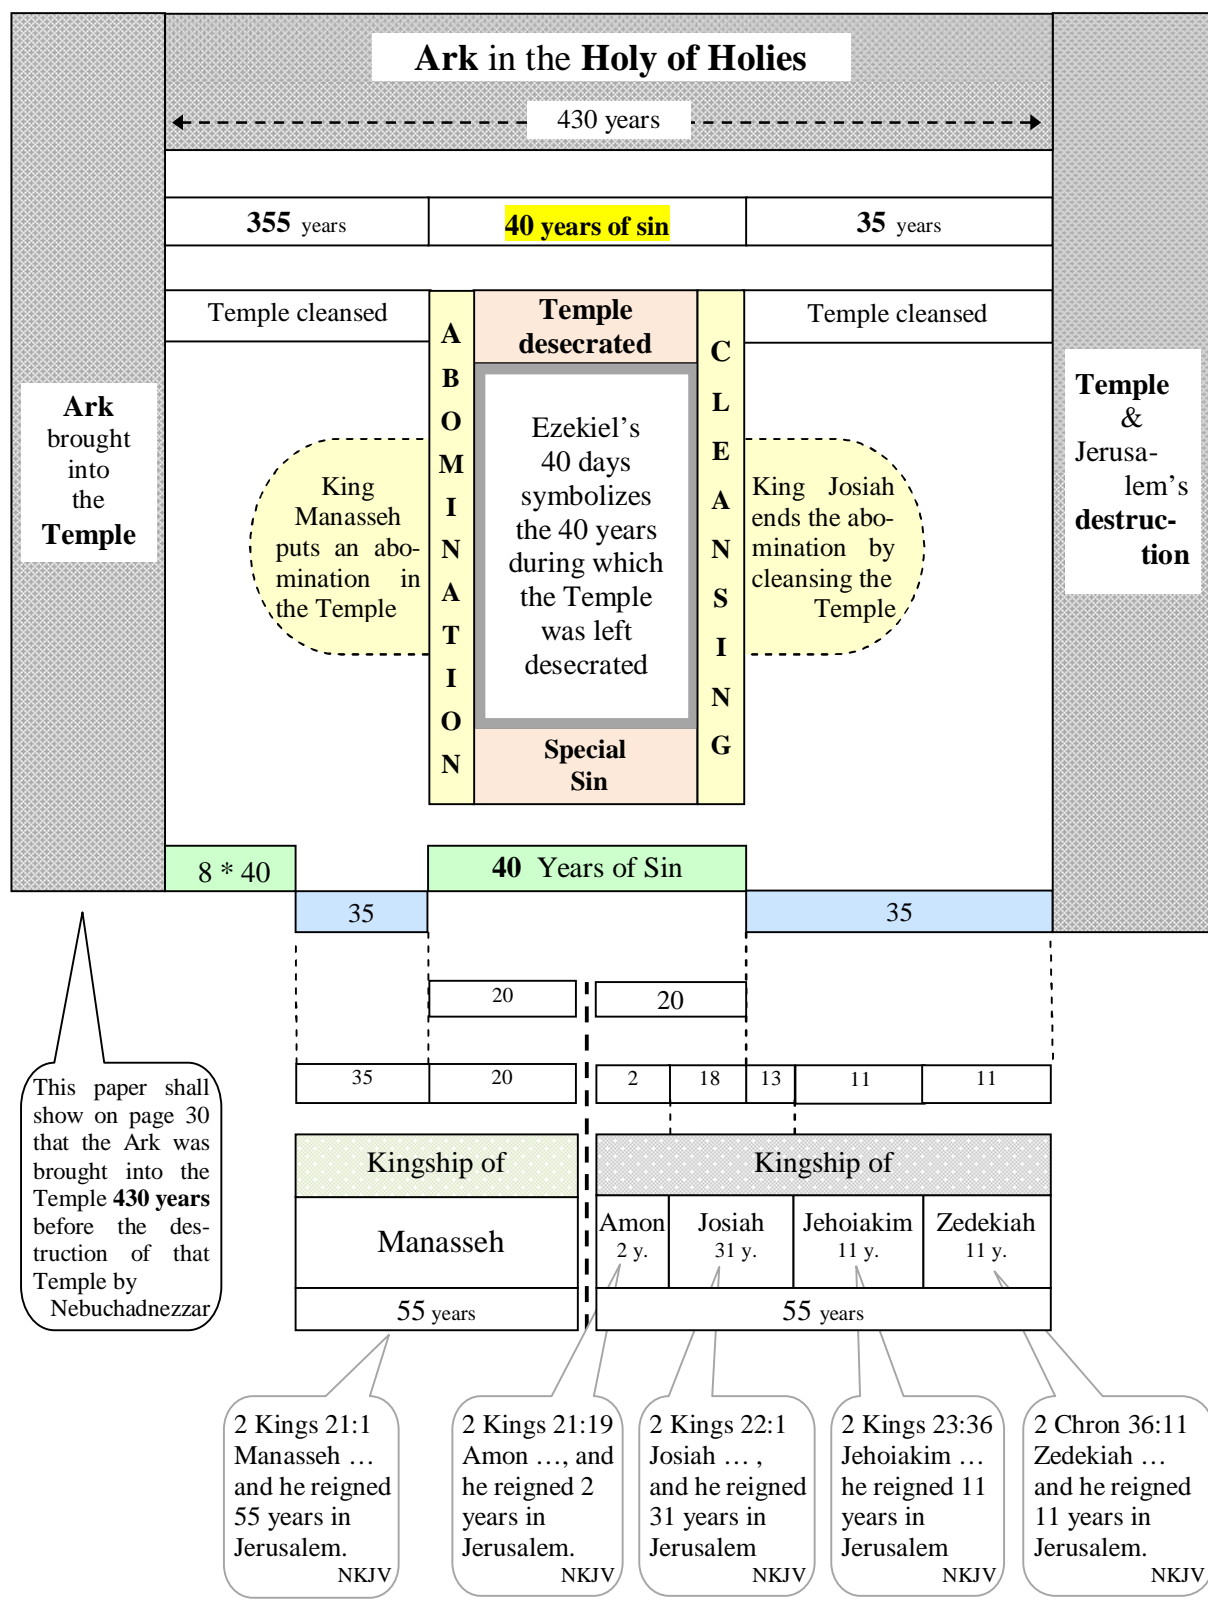 Ark in the Holy of Holies
430 years
355 years
40 years of sin
35 years
Temple cleansed
Temple
desecrated
Temple cleansed
ABOMINATION
CLEANSING
Ark
brought
into
the
Temple
King
Manasseh
puts an abo-
mination in
the Temple
Ezekiel's
40 days
symbolizes
the 40 years
during which
the Temple
was left
desecrated
King Josiah
ends the abo-
mination by
cleansing the
Temple
Temple
&
Jerusa-
lem's
destruc-
tion
Special
Sin
8 * 40
40 Years of Sin
35
35
20
20
35
20
2
18
13
11
11
This paper shall
show on page 30
that the Ark was
brought into the
Temple 430 years
before the des-
truction of that
Temple by
Nebuchadnezzar
Kingship of
Kingship of
Manasseh
Amon
2 y.
Josiah
31 y.
Jehoiakim
11 y.
Zedekiah
11 y.
55 years
55 years
2 Kings 21:1
Manasseh …
and he reigned
55 years in
Jerusalem.
NKJV
2 Kings 21:19
Amon …, and
he reigned 2
years in
Jerusalem.
NKJV
2 Kings 22:1
Josiah … ,
and he reigned
31 years in
Jerusalem
NKJV
2 Kings 23:36
Jehoiakim …
he reigned 11
years in
Jerusalem
NKJV
2 Chron 36:11
Zedekiah …
and he reigned
11 years in
Jerusalem.
NKJV